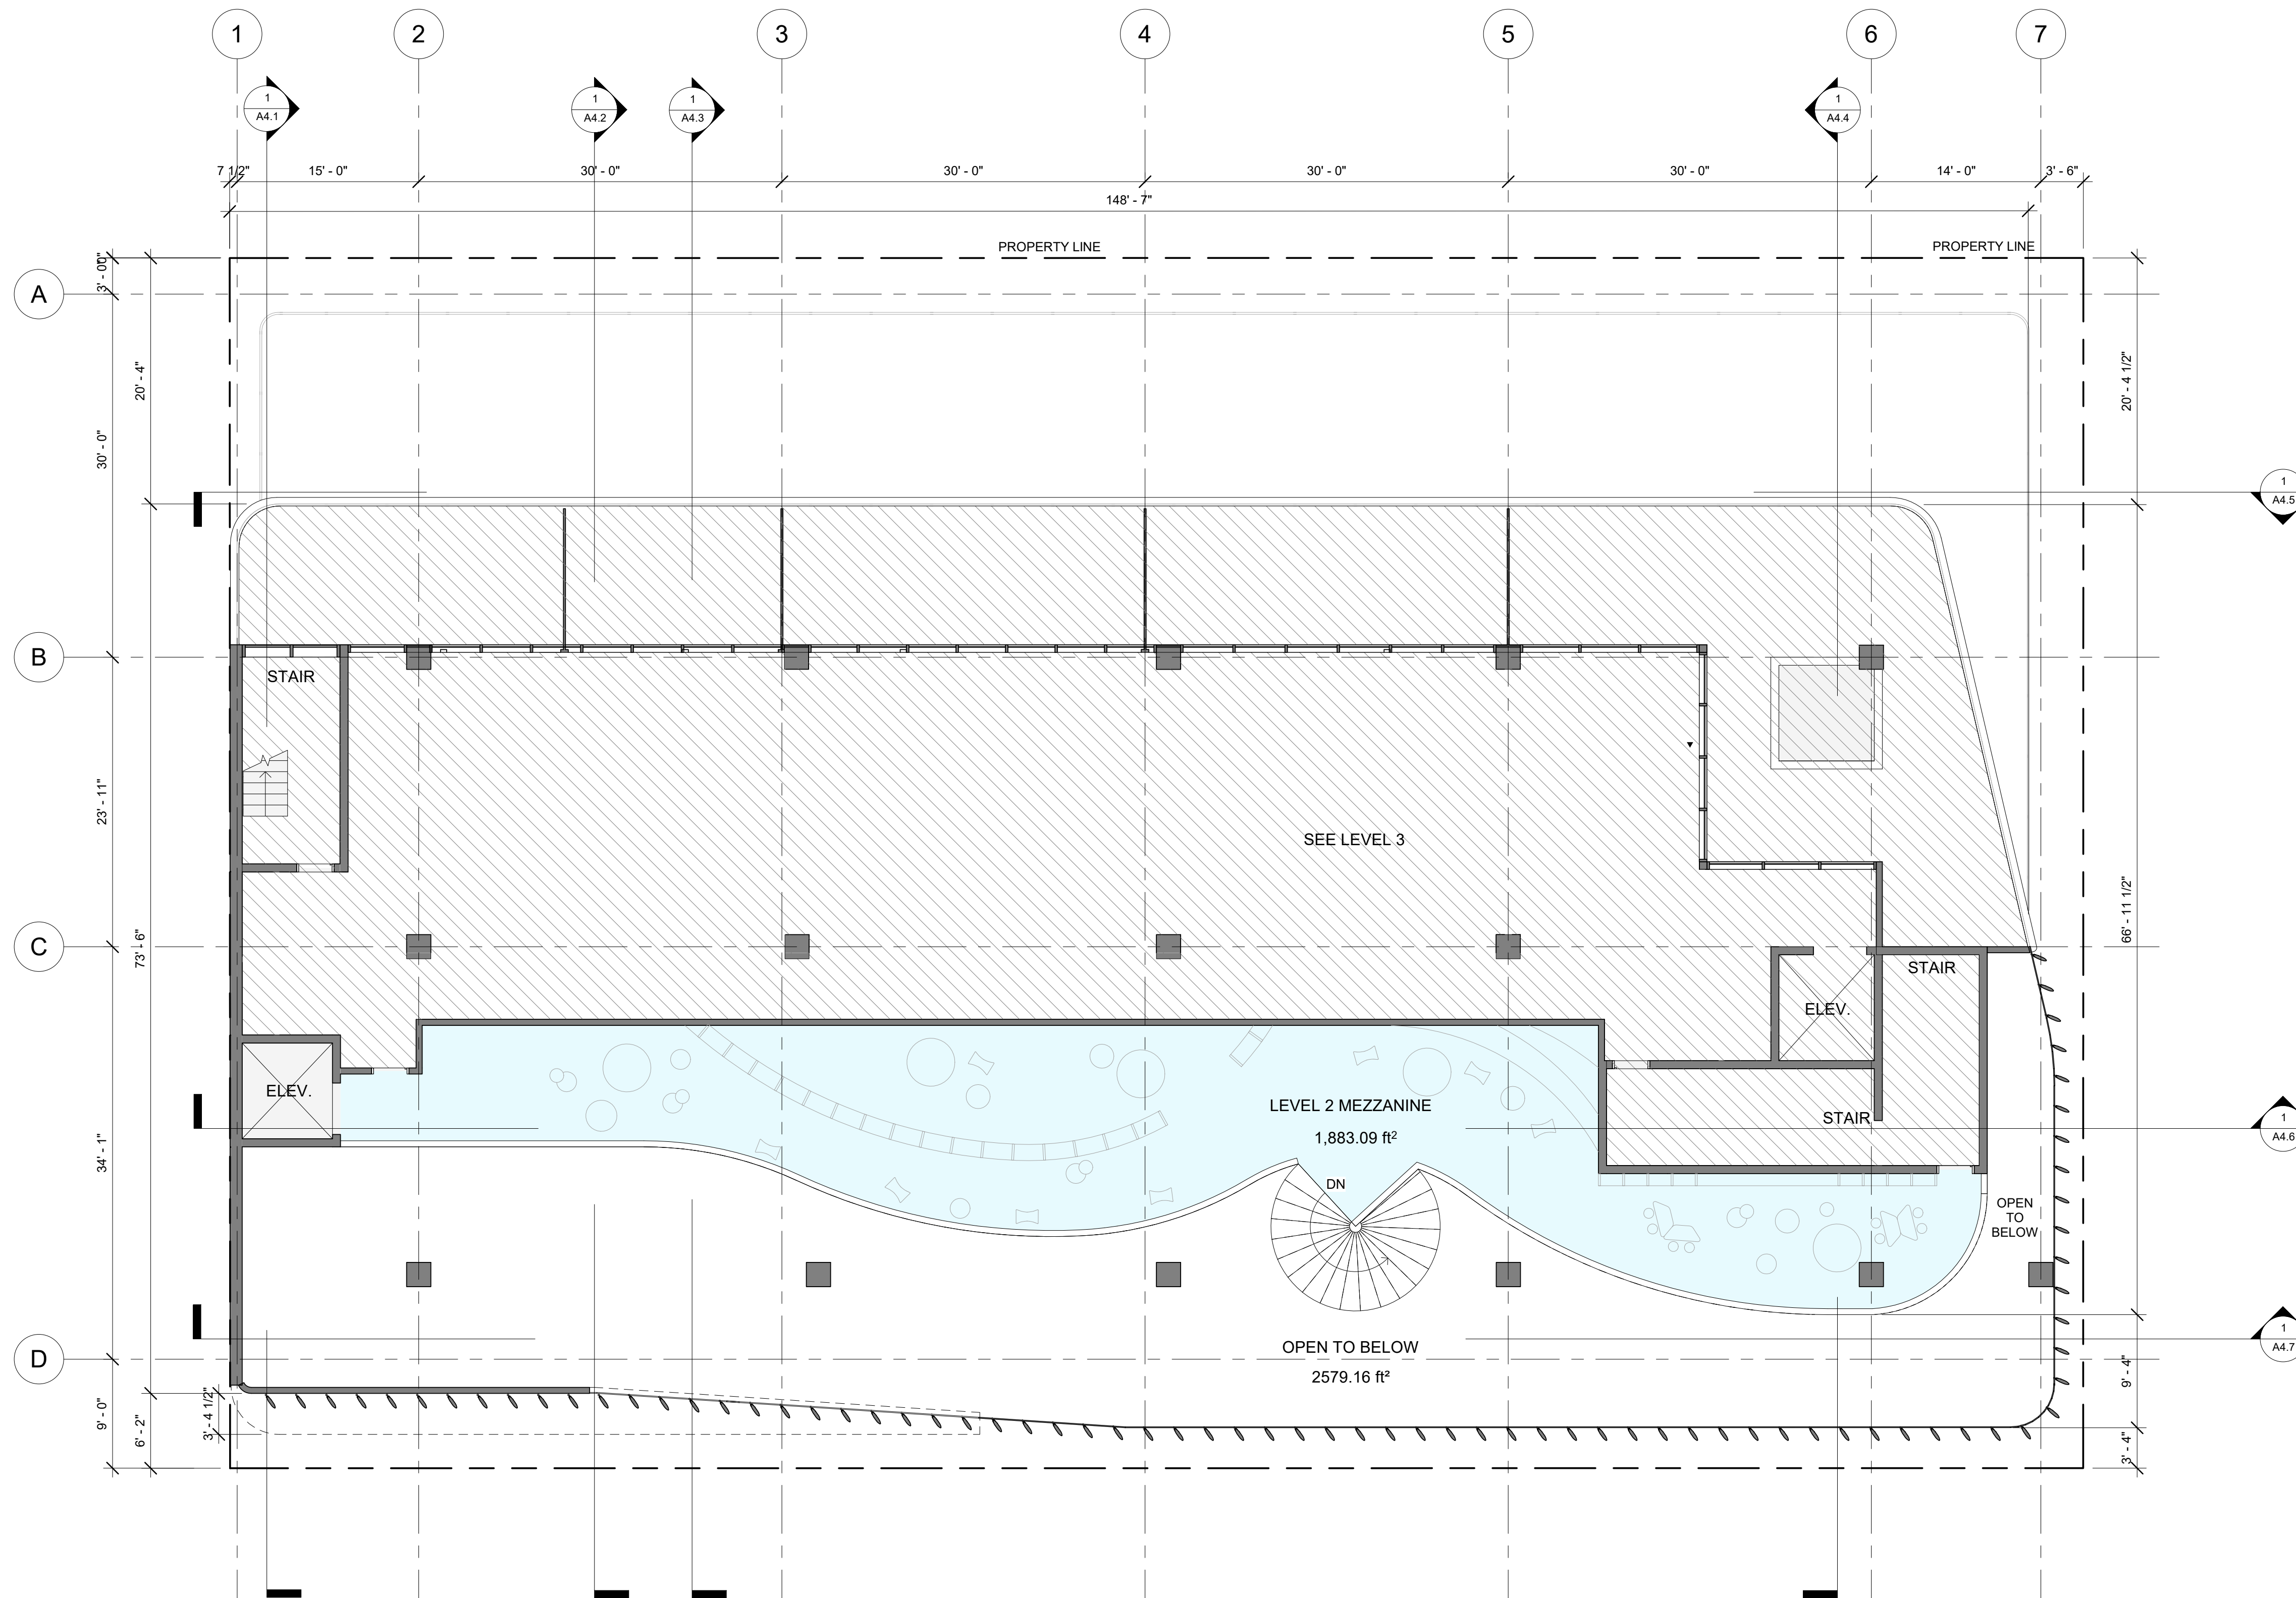 1 2 3 4 5 6 7
1 1 1 1
A4.1 A4.2 A4.3 A4.4
7 1/2" 15' - 0" 30' - 0" 30' - 0" 30' - 0" 30' - 0" 14' - 0" 3' - 6"
148' - 7"
PROPERTY LINE PROPERTY LINE
3' - 0"
A
20' - 4"
20' - 4 1/2"
30' - 0"
1
A4.5
B
STAIR
23' - 11"
SEE LEVEL 3
66' - 11 1/2"
C
73' - 6"
STAIR
ELEV.
ELEV.
LEVEL 2 MEZZANINE
STAIR
1,883.09 ft²
1
A4.6
34' - 1"
DN
OPEN
TO
BELOW
OPEN TO BELOW
2579.16 ft²
1
A4.7
D
9' - 4"
9' - 0"
6' - 2"
3' - 4 1/2"
3' - 4"